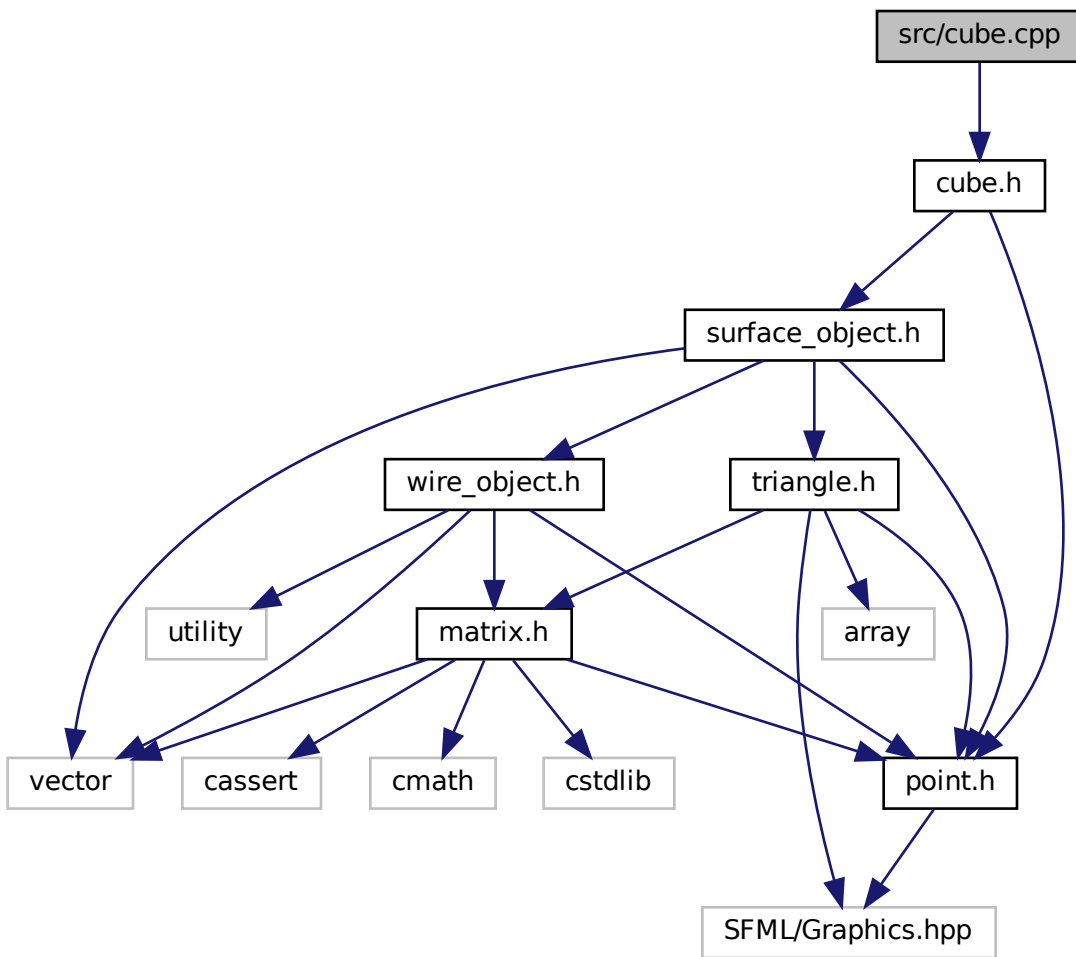 src/cube.cpp
cube.h
surface_object.h
wire_object.h
triangle.h
utility
matrix.h
array
vector
cassert
cmath
cstdlib
point.h
SFML/Graphics.hpp